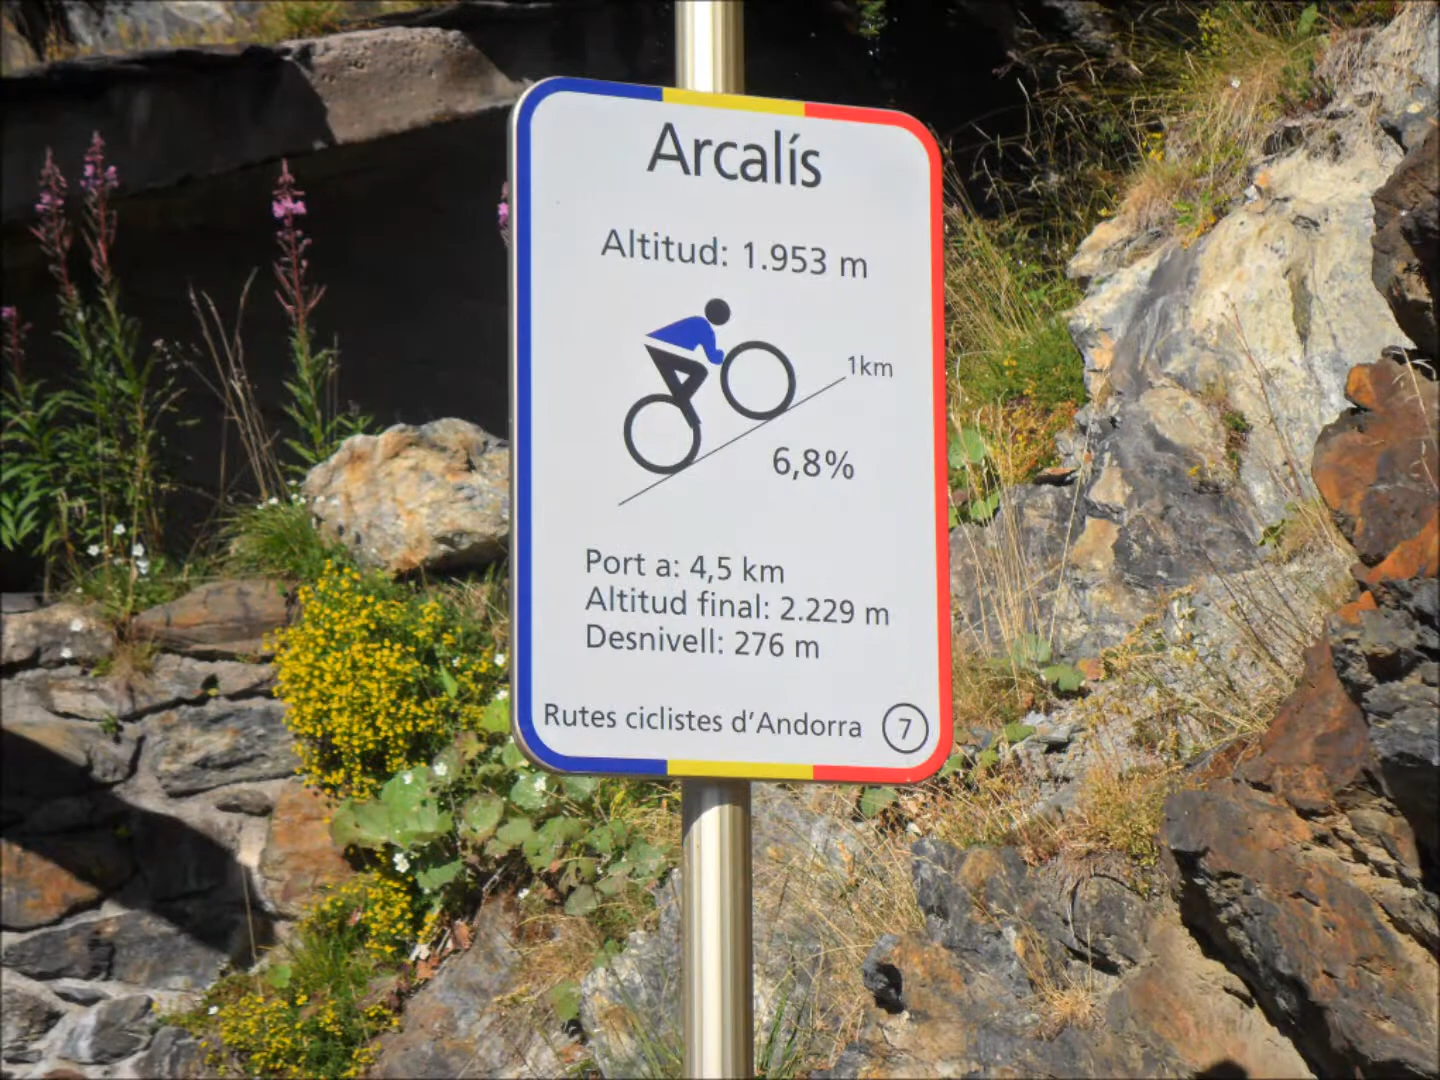 Arcalís
Altitud: 1.953 m
1km
6,8%
Port a: 4,5 km
Altitud final: 2.229 m
Desnivell: 276 m
Rutes ciclistes d'Andorra 7